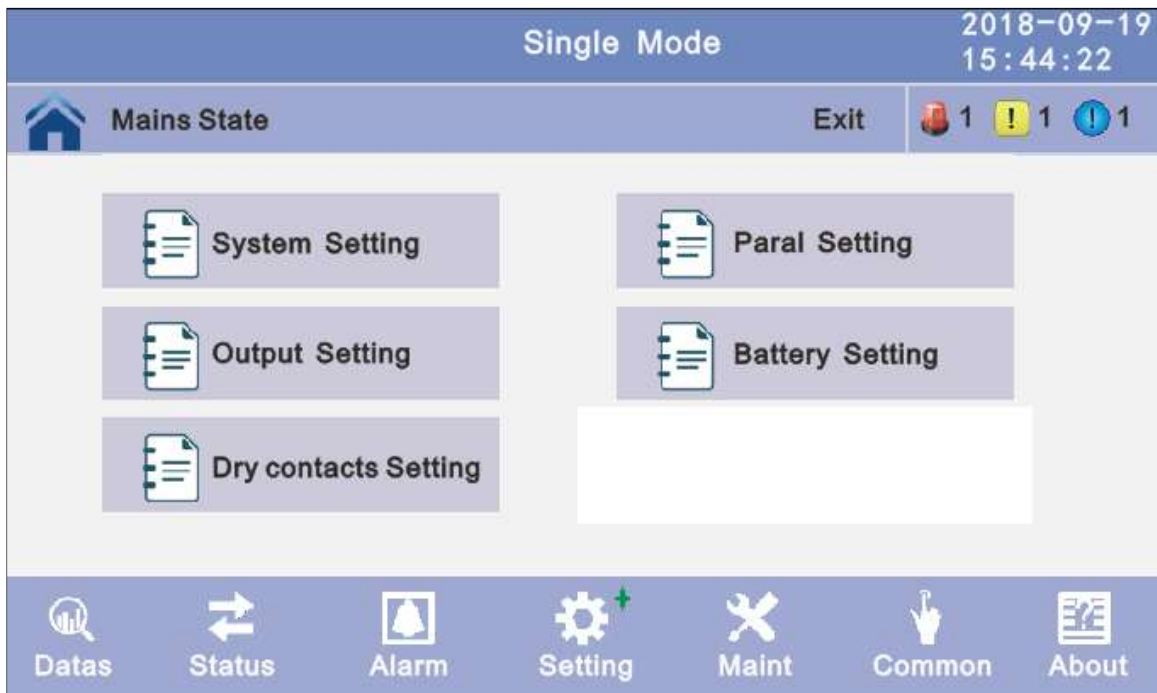 Single Mode
2018-09-19
15:44:22
Mains State
Exit
1
! 1
! 1
System Setting
Paral Setting
Output Setting
Battery Setting
Dry contacts Setting
Datas
Status
Alarm
Setting
Maint
Common
?
About